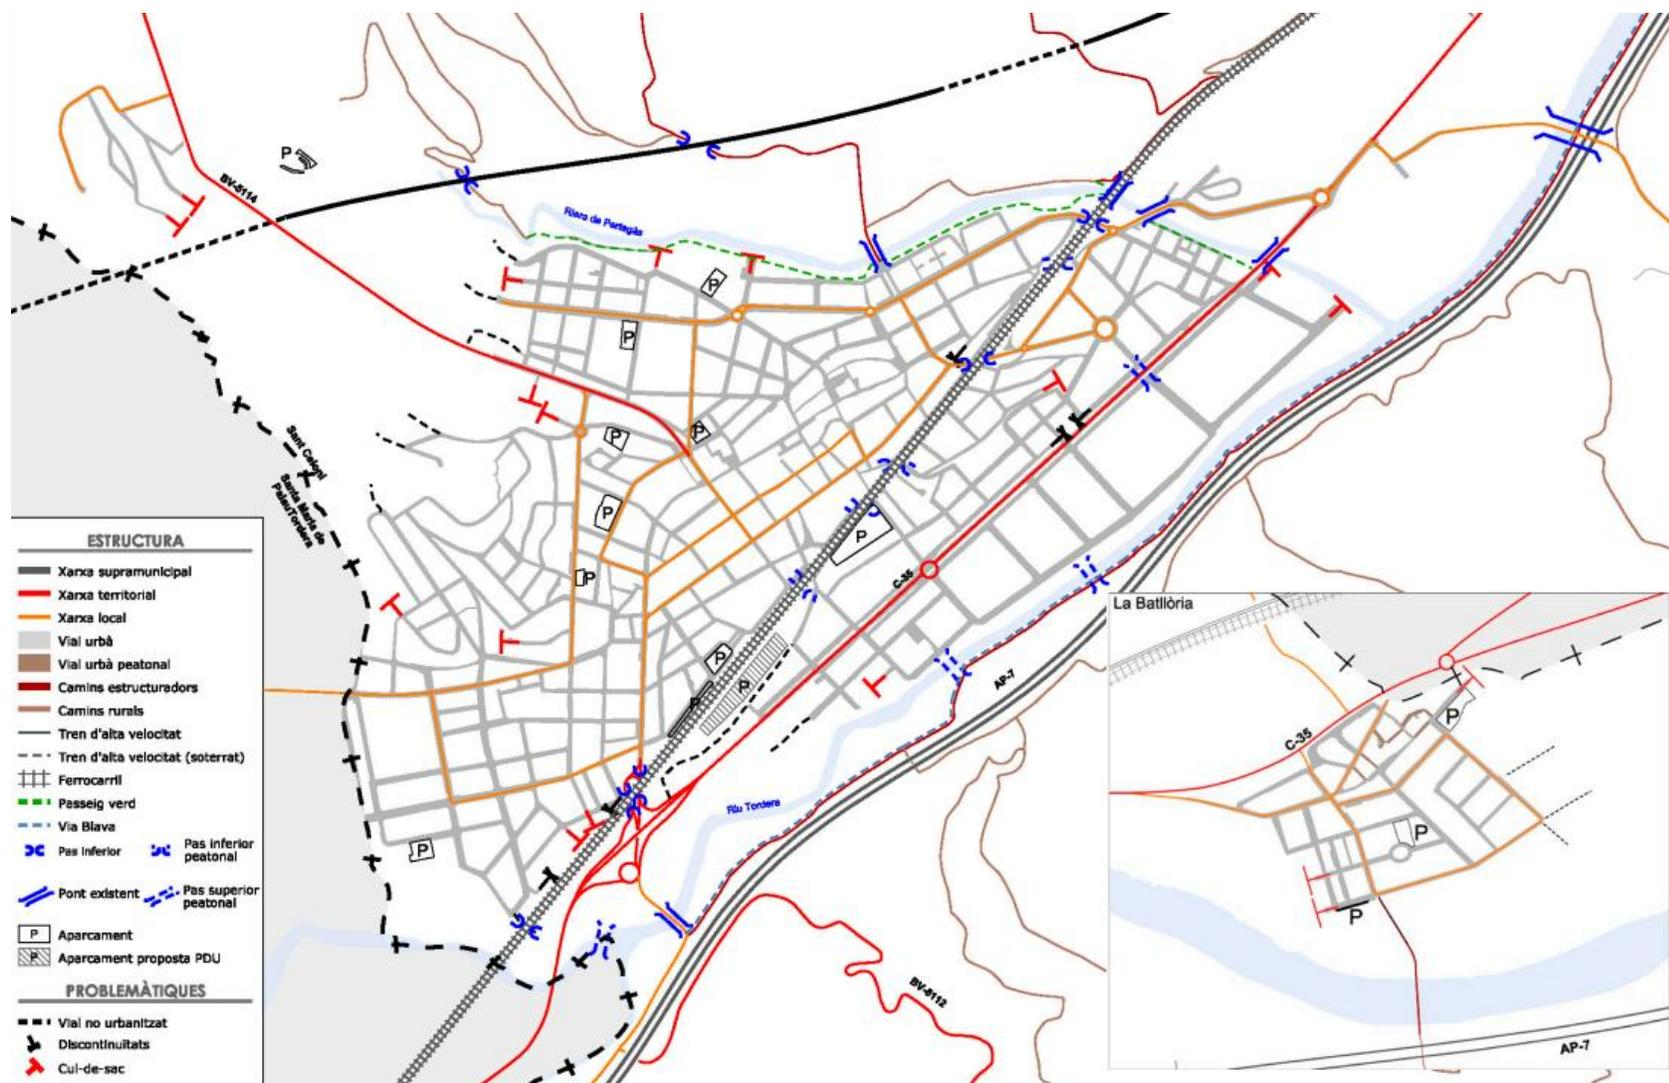 P
BV-5114
Riera de Pertegàs
P
P
Sant Celoni
Santa Maria de
PalauTordera
P
P
P
P
P
C-35
P
P
P
AP-7
Riu Tordera
P
BV-5112
ESTRUCTURA
Xarxa supramunicipal
Xarxa territorial
Xarxa local
Vial urbà
Vial urbà peatonal
Camins estructuradors
Camins rurals
Tren d'alta velocitat
Tren d'alta velocitat (soterrat)
Ferrocarril
Passeig verd
Via Blava
Pas inferior
Pas inferior
peatonal
Pont existent
Pas superior
peatonal
P Aparcament
P Aparcament proposta PDU
PROBLEMÀTIQUES
Vial no urbanitzat
Discontinuïtats
Cul-de-sac
La Batllòria
C-35
P
P
P
AP-7